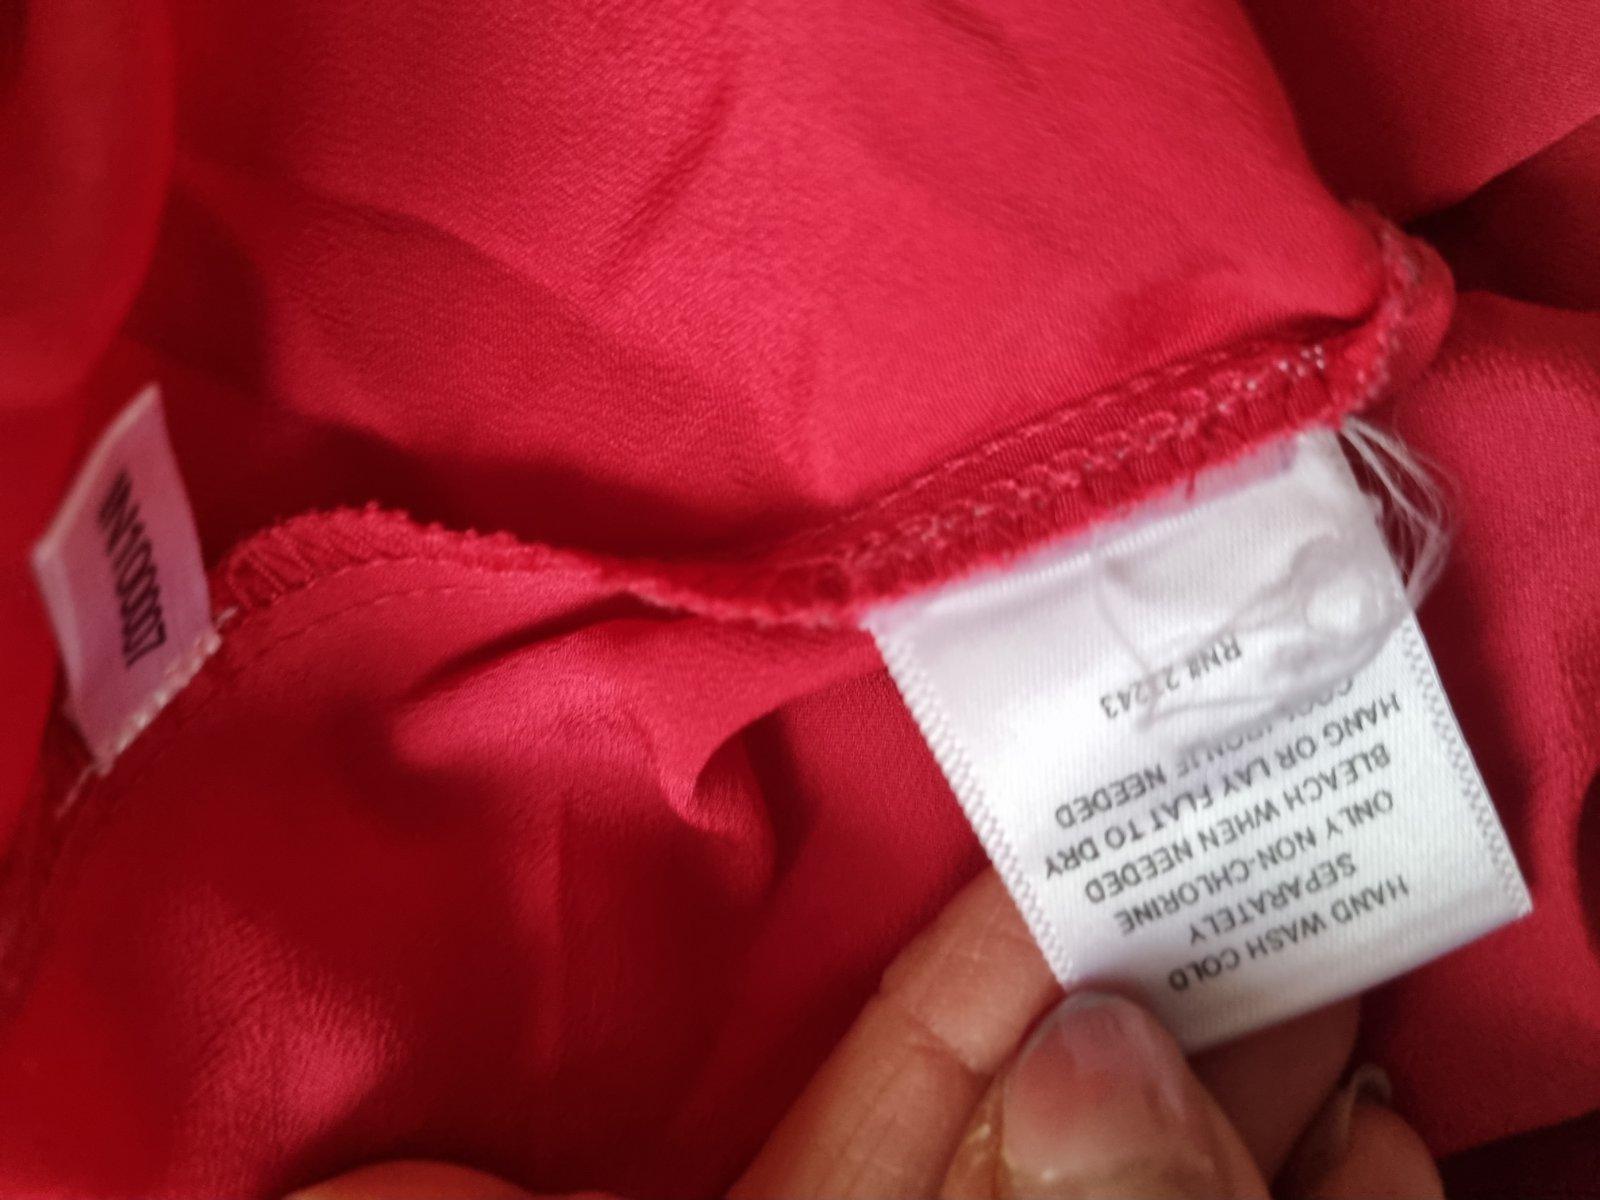 HAND WASH COLD
SEPARATELY
ONLY NON-CHLORINE
BLEACH WHEN NEEDED
HANG OR LAY FLAT TO DRY
COOL IRON IF NEEDED
RN#
WN100007